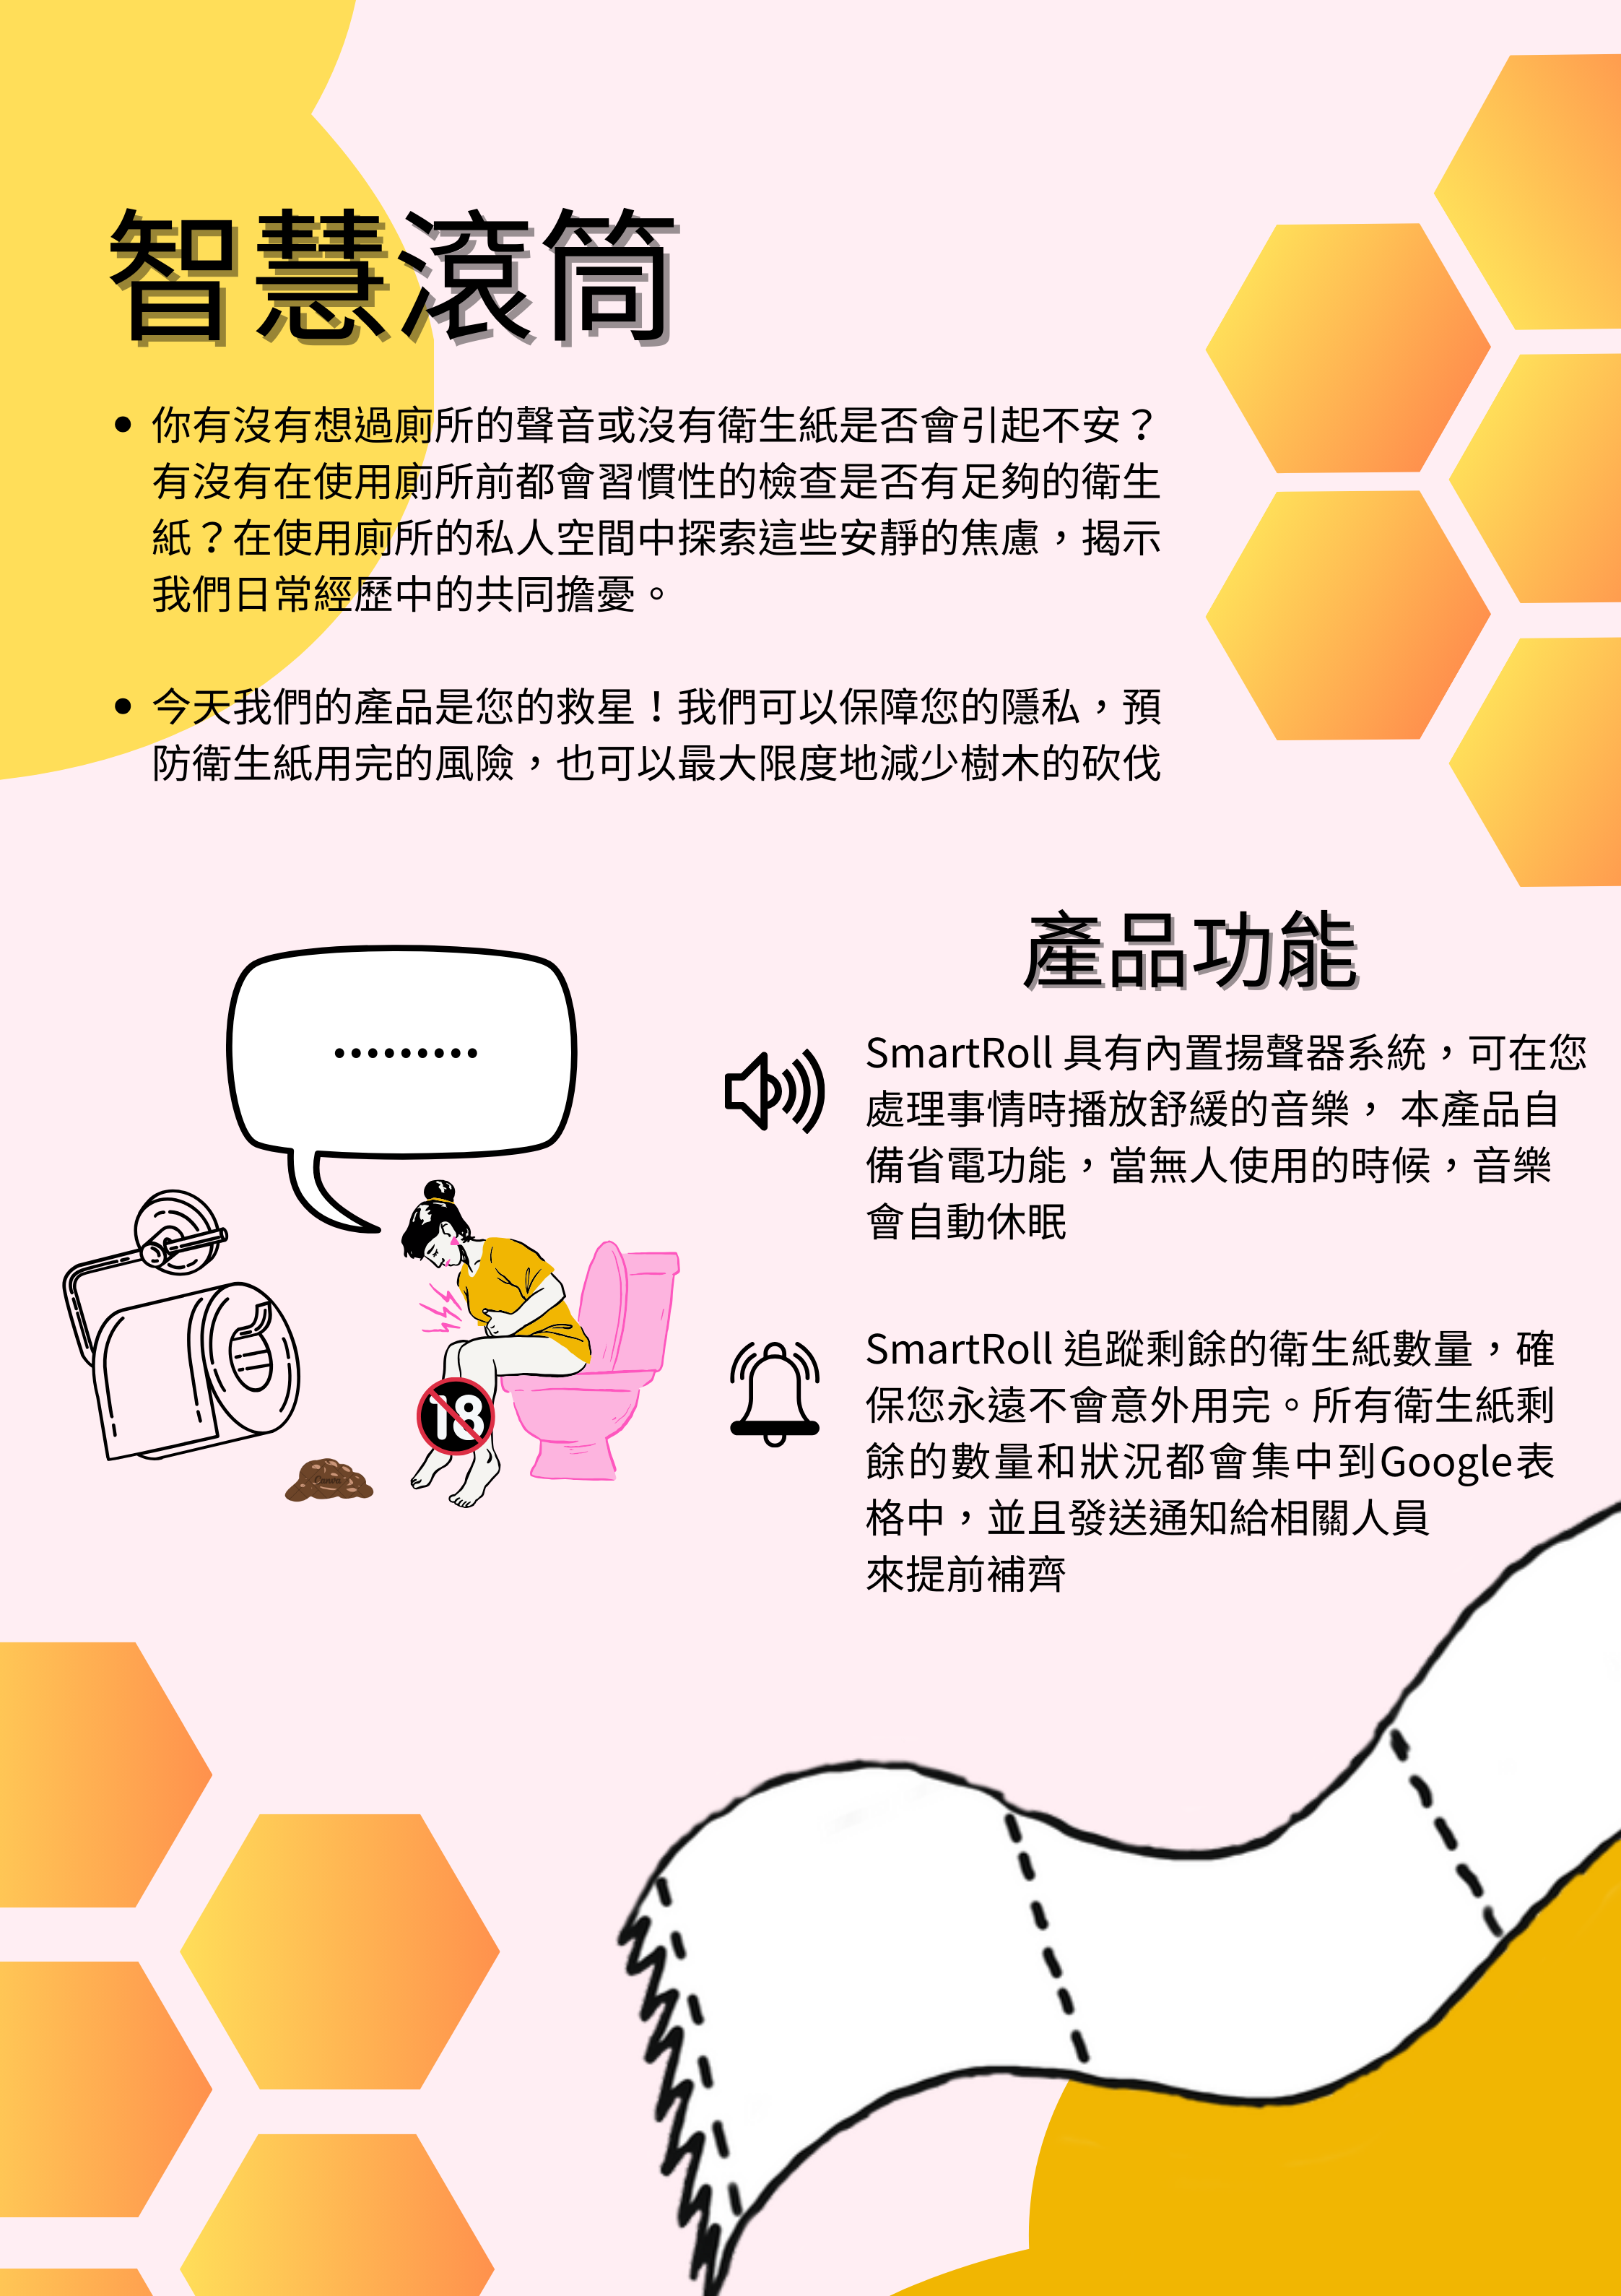 智慧滾筒
你有沒有想過廁所的聲音或沒有衛生紙是否會引起不安？
有沒有在使用廁所前都會習慣性的檢查是否有足夠的衛生
紙？在使用廁所的私人空間中探索這些安靜的焦慮，揭示
我們日常經歷中的共同擔憂。
今天我們的產品是您的救星！我們可以保障您的隱私，預
防衛生紙用完的風險，也可以最大限度地減少樹木的砍伐
產品功能
SmartRoll 具有內置揚聲器系統，可在您
處理事情時播放舒緩的音樂， 本產品自
備省電功能，當無人使用的時候，音樂
會自動休眠
SmartRoll 追蹤剩餘的衛生紙數量，確
保您永遠不會意外用完。所有衛生紙剩
餘的數量和狀況都會集中到Google表
格中，並且發送通知給相關人員
來提前補齊
.........
18
Canva